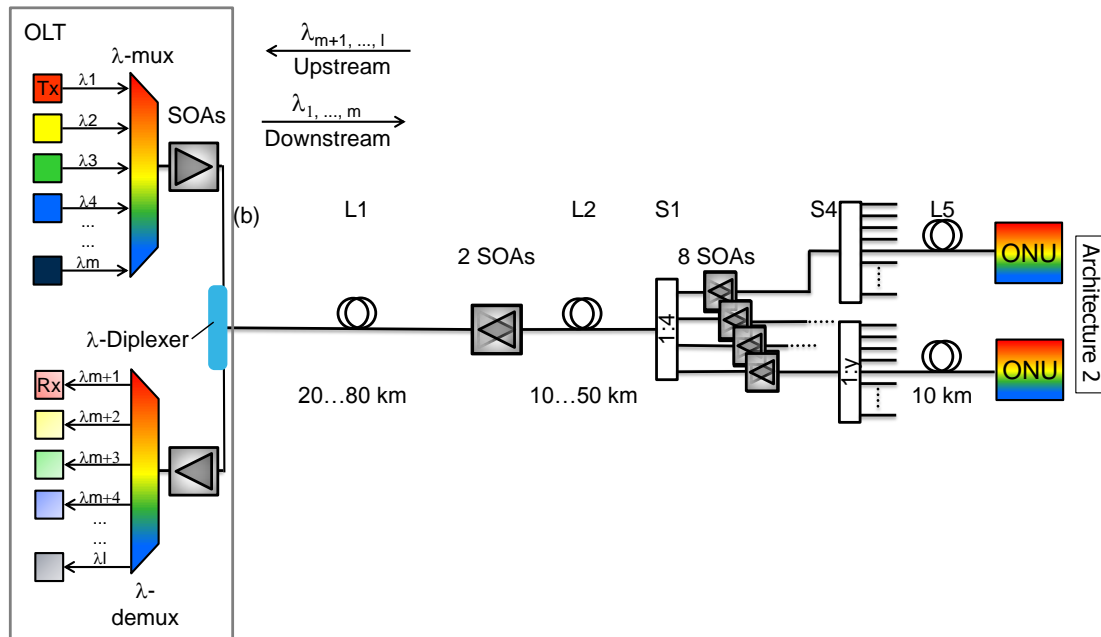 OLT
λ-mux
Tx
λ1
λ2
λ3
λ4
...
...
λm
SOAs
λm+1, ..., l
Upstream
λ1, ..., m
Downstream
(b)
L1
L2
S1
S4
L5
2 SOAs
8 SOAs
1:4
1:y
ONU
ONU
Architecture 2
λ-Diplexer
20...80 km
10...50 km
10 km
Rx
λm+1
λm+2
λm+3
λm+4
...
...
λl
λ-
demux